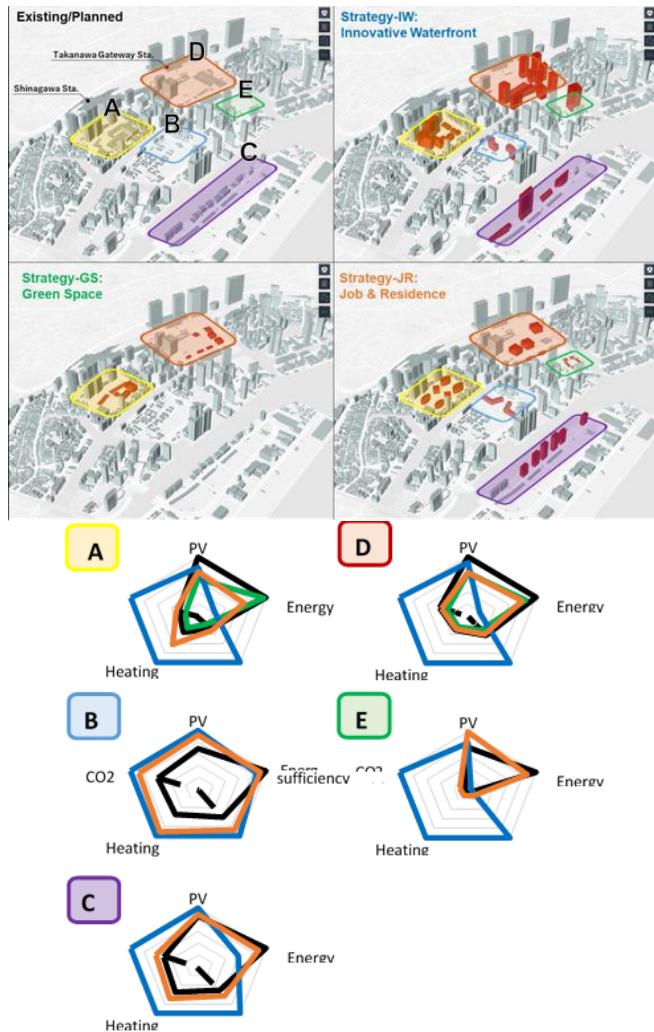 Existing/Planned
Takanawa Gateway Sta.
Shinagawa Sta.
A
B
C
D
E
Strategy-IW:
Innovative Waterfront
Strategy-GS:
Green Space
Strategy-JR:
Job & Residence
A
PV
Energy
Heating
D
PV
Energy
Heating
B
PV
sufficiency
CO2
Heating
E
PV
Energy
Heating
C
PV
Energy
Heating